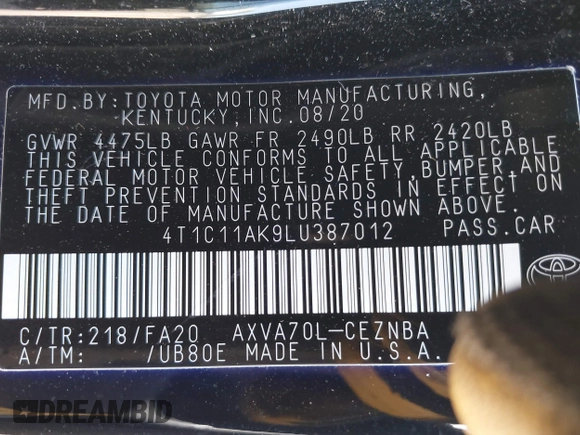 MFD.BY:TOYOTA MOTOR MANUFACTURING,
KENTUCKY,INC.08/20
GVWR 4475LB GAWR FR 2490LB RR 2420LB
THIS VEHICLE CONFORMS TO ALL APPLICABLE
FEDERAL MOTOR VEHICLE SAFETY,BUMPER,AND
THEFT PREVENTION STANDARDS IN EFFECT ON
THE DATE OF MANUFACTURE SHOWN ABOVE.
4T1C11AK9LU387012 PASS.CAR
C/TR:218/FA20 AXVA70L-CEZNBA
A/TM: /UB80E MADE IN U.S.A.
DREAMBID